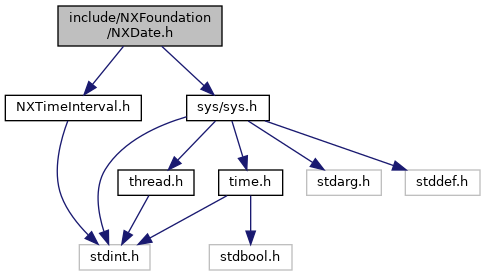 include/NXFoundation
/NXDate.h
NXTimeInterval.h
sys/sys.h
thread.h
time.h
stdarg.h
stddef.h
stdint.h
stdbool.h